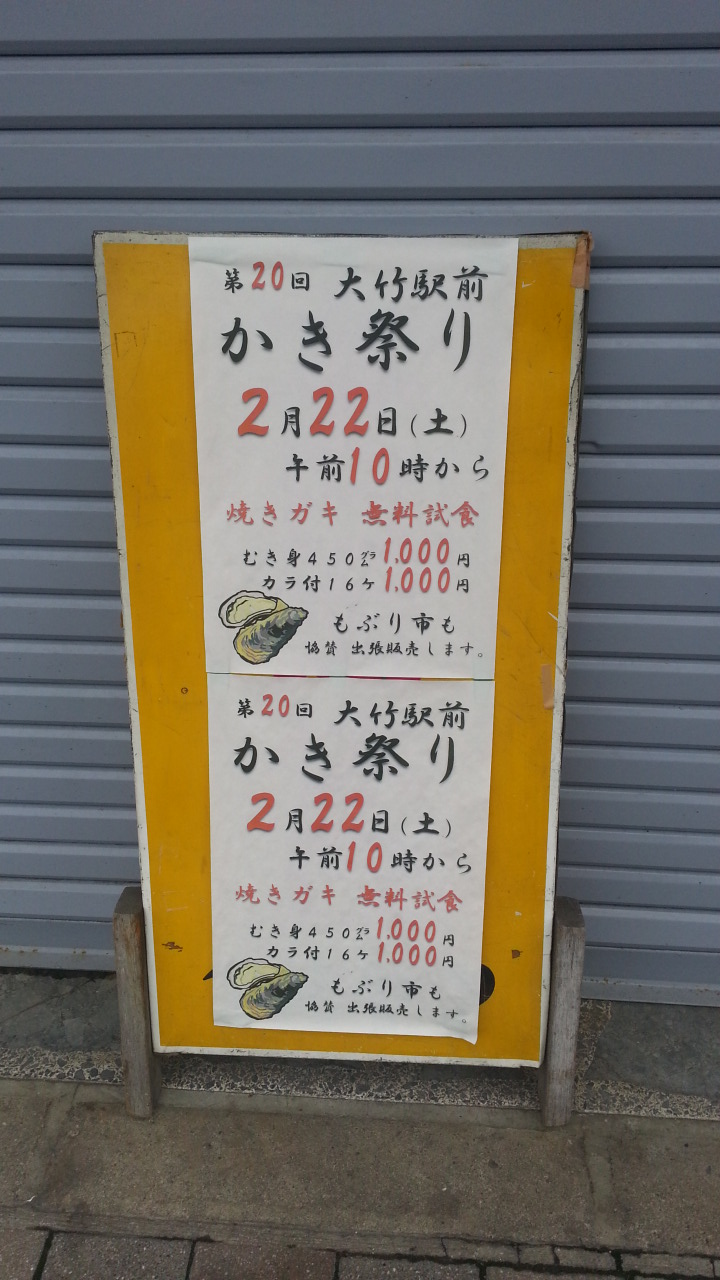 第20回 大竹駅前
かき祭り
2月22日(土)
午前10時から
焼きガキ 無料試食
むき身450㌘ 1,000円
カラ付16ケ 1,000円
もぶり市も
協賛 出張販売します。
第20回 大竹駅前
かき祭り
2月22日(土)
午前10時から
焼きガキ 無料試食
むき身450㌘ 1,000円
カラ付16ケ 1,000円
もぶり市も
協賛 出張販売します。